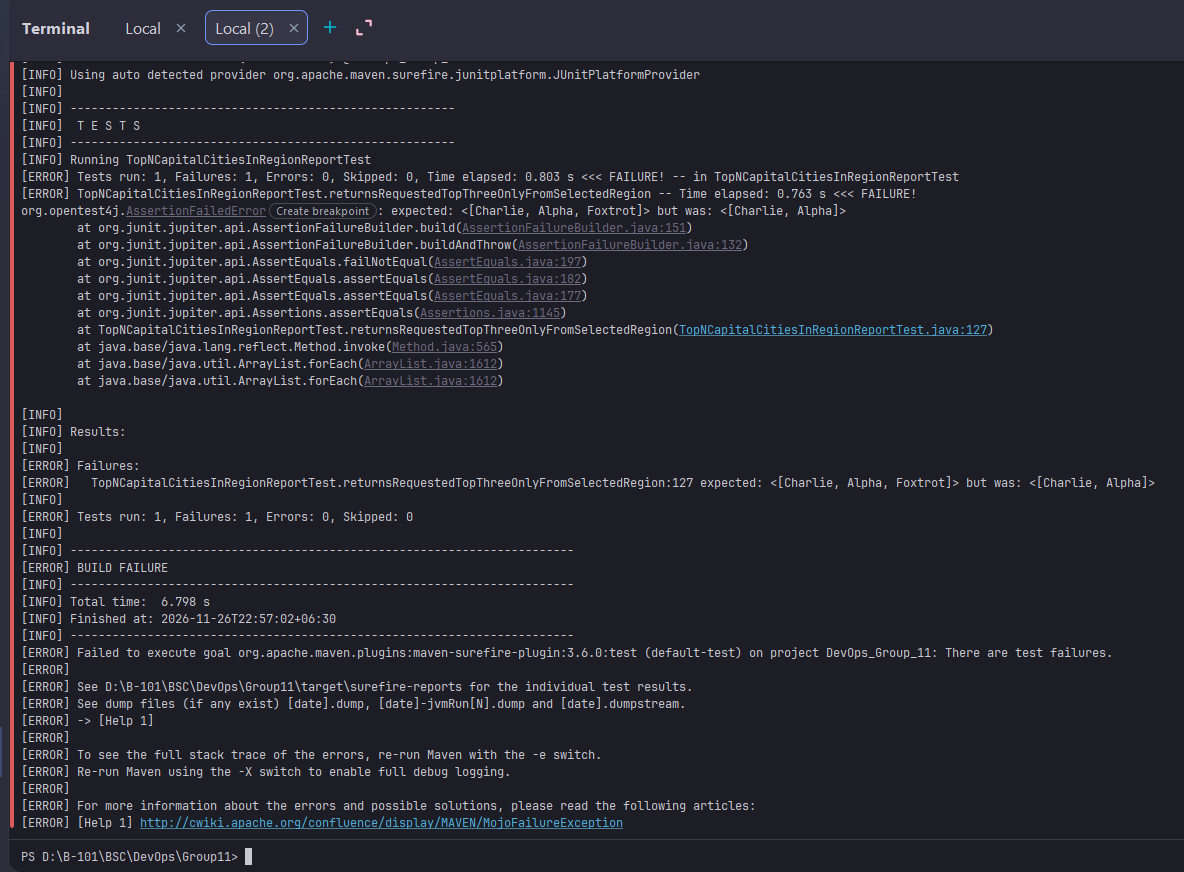 Terminal Local × Local (2) × +
[INFO] Using auto detected provider org.apache.maven.surefire.junitplatform.JUnitPlatformProvider
[INFO]
[INFO] -------------------------------------------------------
[INFO]  T E S T S
[INFO] -------------------------------------------------------
[INFO] Running TopNCapitalCitiesInRegionReportTest
[ERROR] Tests run: 1, Failures: 1, Errors: 0, Skipped: 0, Time elapsed: 0.803 s <<< FAILURE! -- in TopNCapitalCitiesInRegionReportTest
[ERROR] TopNCapitalCitiesInRegionReportTest.returnsRequestedTopThreeOnlyFromSelectedRegion -- Time elapsed: 0.763 s <<< FAILURE!
org.opentest4j.AssertionFailedError Create breakpoint : expected: <[Charlie, Alpha, Foxtrot]> but was: <[Charlie, Alpha]>
at org.junit.jupiter.api.AssertionFailureBuilder.build(AssertionFailureBuilder.java:151)
at org.junit.jupiter.api.AssertionFailureBuilder.buildAndThrow(AssertionFailureBuilder.java:132)
at org.junit.jupiter.api.AssertEquals.failNotEqual(AssertEquals.java:197)
at org.junit.jupiter.api.AssertEquals.assertEquals(AssertEquals.java:182)
at org.junit.jupiter.api.AssertEquals.assertEquals(AssertEquals.java:177)
at org.junit.jupiter.api.Assertions.assertEquals(Assertions.java:1145)
at TopNCapitalCitiesInRegionReportTest.returnsRequestedTopThreeOnlyFromSelectedRegion(TopNCapitalCitiesInRegionReportTest.java:127)
at java.base/java.lang.reflect.Method.invoke(Method.java:565)
at java.base/java.util.ArrayList.forEach(ArrayList.java:1612)
at java.base/java.util.ArrayList.forEach(ArrayList.java:1612)
[INFO]
[INFO] Results:
[INFO]
[ERROR] Failures:
[ERROR]   TopNCapitalCitiesInRegionReportTest.returnsRequestedTopThreeOnlyFromSelectedRegion:127 expected: <[Charlie, Alpha, Foxtrot]> but was: <[Charlie, Alpha]>
[INFO]
[ERROR] Tests run: 1, Failures: 1, Errors: 0, Skipped: 0
[INFO]
[INFO] ------------------------------------------------------------------------
[ERROR] BUILD FAILURE
[INFO] ------------------------------------------------------------------------
[INFO] Total time:  6.798 s
[INFO] Finished at: 2026-11-26T22:57:02+06:30
[INFO] ------------------------------------------------------------------------
[ERROR] Failed to execute goal org.apache.maven.plugins:maven-surefire-plugin:3.6.0:test (default-test) on project DevOps_Group_11: There are test failures.
[ERROR]
[ERROR] See D:\B-101\BSC\DevOps\Group11\target\surefire-reports for the individual test results.
[ERROR] See dump files (if any exist) [date].dump, [date]-jvmRun[N].dump and [date].dumpstream.
[ERROR] -> [Help 1]
[ERROR]
[ERROR] To see the full stack trace of the errors, re-run Maven with the -e switch.
[ERROR] Re-run Maven using the -X switch to enable full debug logging.
[ERROR]
[ERROR] For more information about the errors and possible solutions, please read the following articles:
[ERROR] [Help 1] http://cwiki.apache.org/confluence/display/MAVEN/MojoFailureException
PS D:\B-101\BSC\DevOps\Group11>